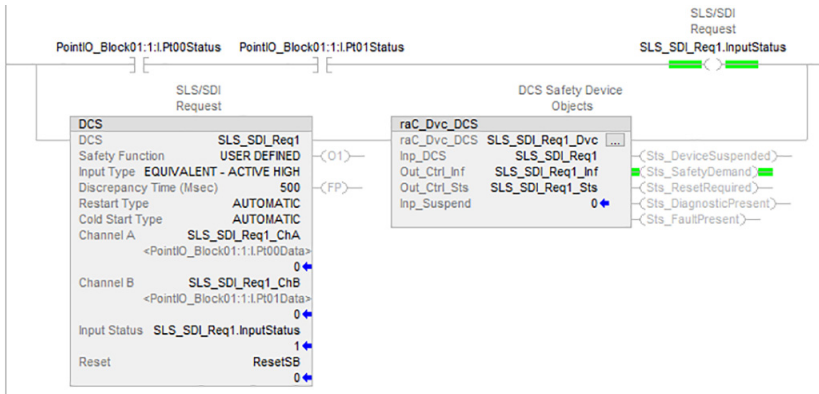 SLS/SDI
Request
PointIO_Block01:1:I.Pt00Status PointIO_Block01:1:I.Pt01Status SLS_SDI_Req1.InputStatus
SLS/SDI
Request
DCS
DCS SLS_SDI_Req1
Safety Function USER DEFINED
Input Type EQUIVALENT - ACTIVE HIGH
Discrepancy Time (Msec) 500
Restart Type AUTOMATIC
Cold Start Type AUTOMATIC
Channel A SLS_SDI_Req1_ChA
<PointIO_Block01:1:I.Pt00Data>
0
Channel B SLS_SDI_Req1_ChB
<PointIO_Block01:1:I.Pt01Data>
0
Input Status SLS_SDI_Req1.InputStatus
1
Reset ResetSB
0
O1
FP
DCS Safety Device
Objects
raC_Dvc_DCS
raC_Dvc_DCS SLS_SDI_Req1_Dvc ...
Inp_DCS SLS_SDI_Req1
Out_Ctrl_Inf SLS_SDI_Req1_Inf
Out_Ctrl_Sts SLS_SDI_Req1_Sts
Inp_Suspend 0
Sts_DeviceSuspended
Sts_SafetyDemand
Sts_ResetRequired
Sts_DiagnosticPresent
Sts_FaultPresent